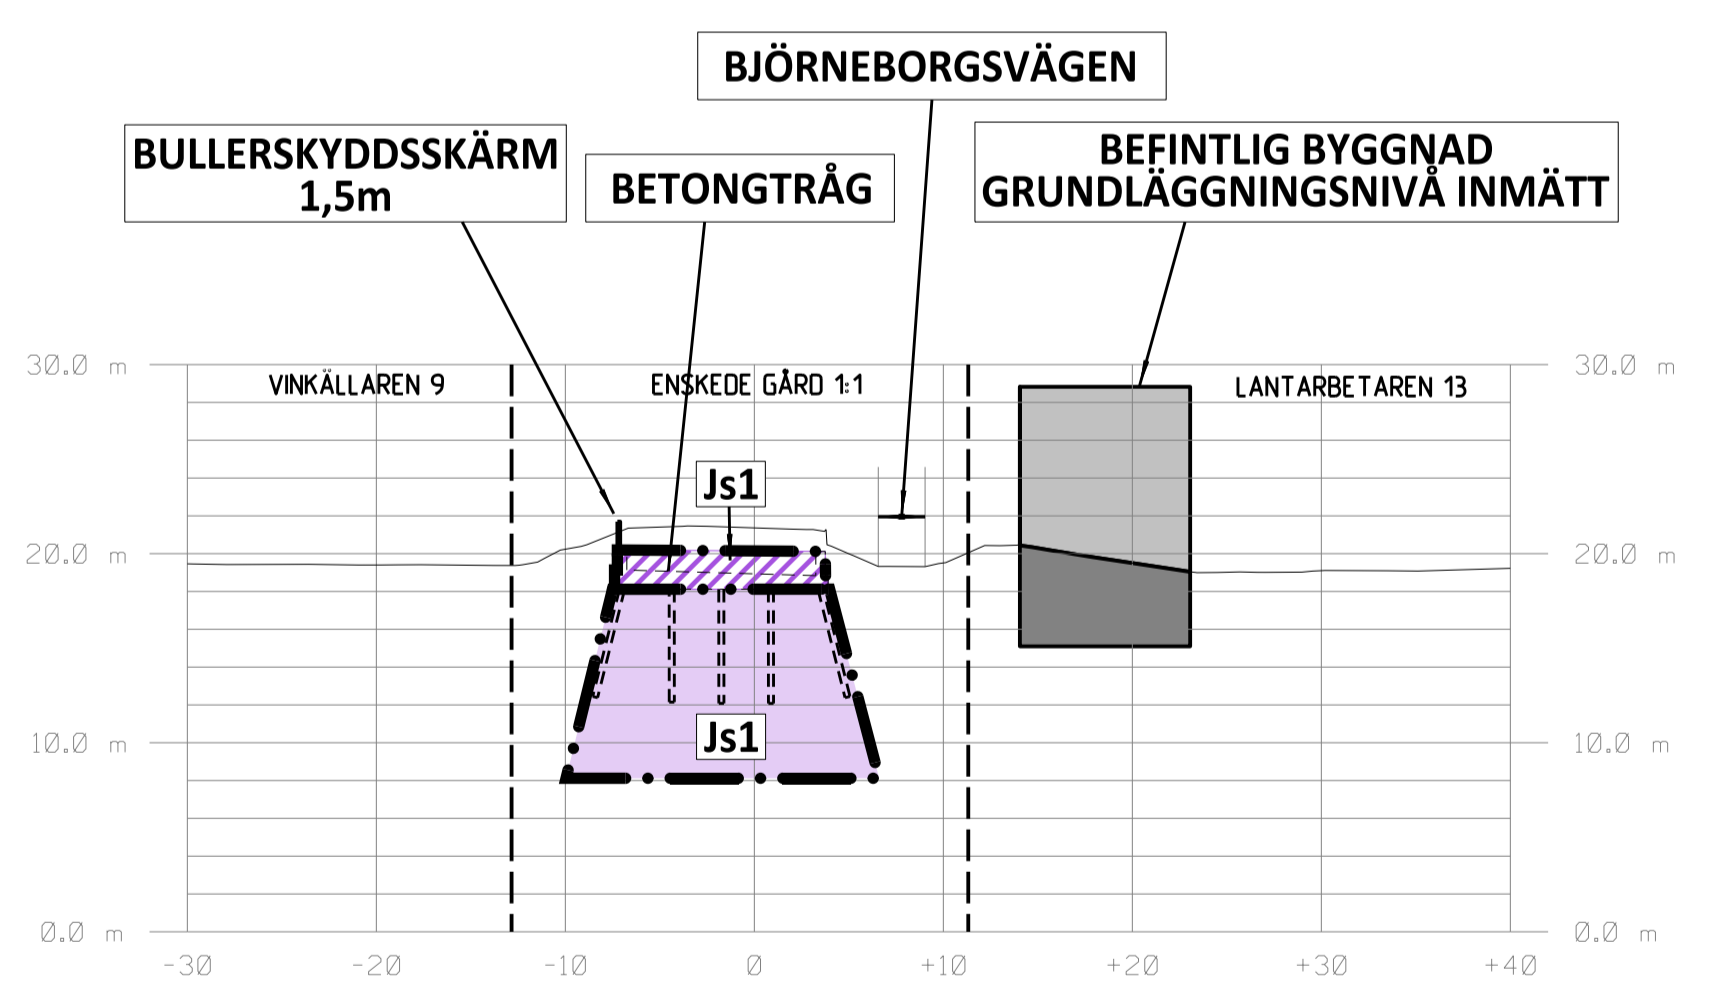 BJÖRNEBORGSVÄGEN
BULLERSKYDDSSKÄRM
1,5m
BETONGTRÅG
BEFINTLIG BYGGNAD
GRUNDLÄGGNINGSNIVÅ INMÄTT
30.0 m
VINKÄLLAREN 9
ENSKEDE GÅRD 1:1
LANTARBETAREN 13
30.0 m
Js1
20.0 m
20.0 m
Js1
10.0 m
10.0 m
0.0 m
0.0 m
-30
-20
-10
0
+10
+20
+30
+40